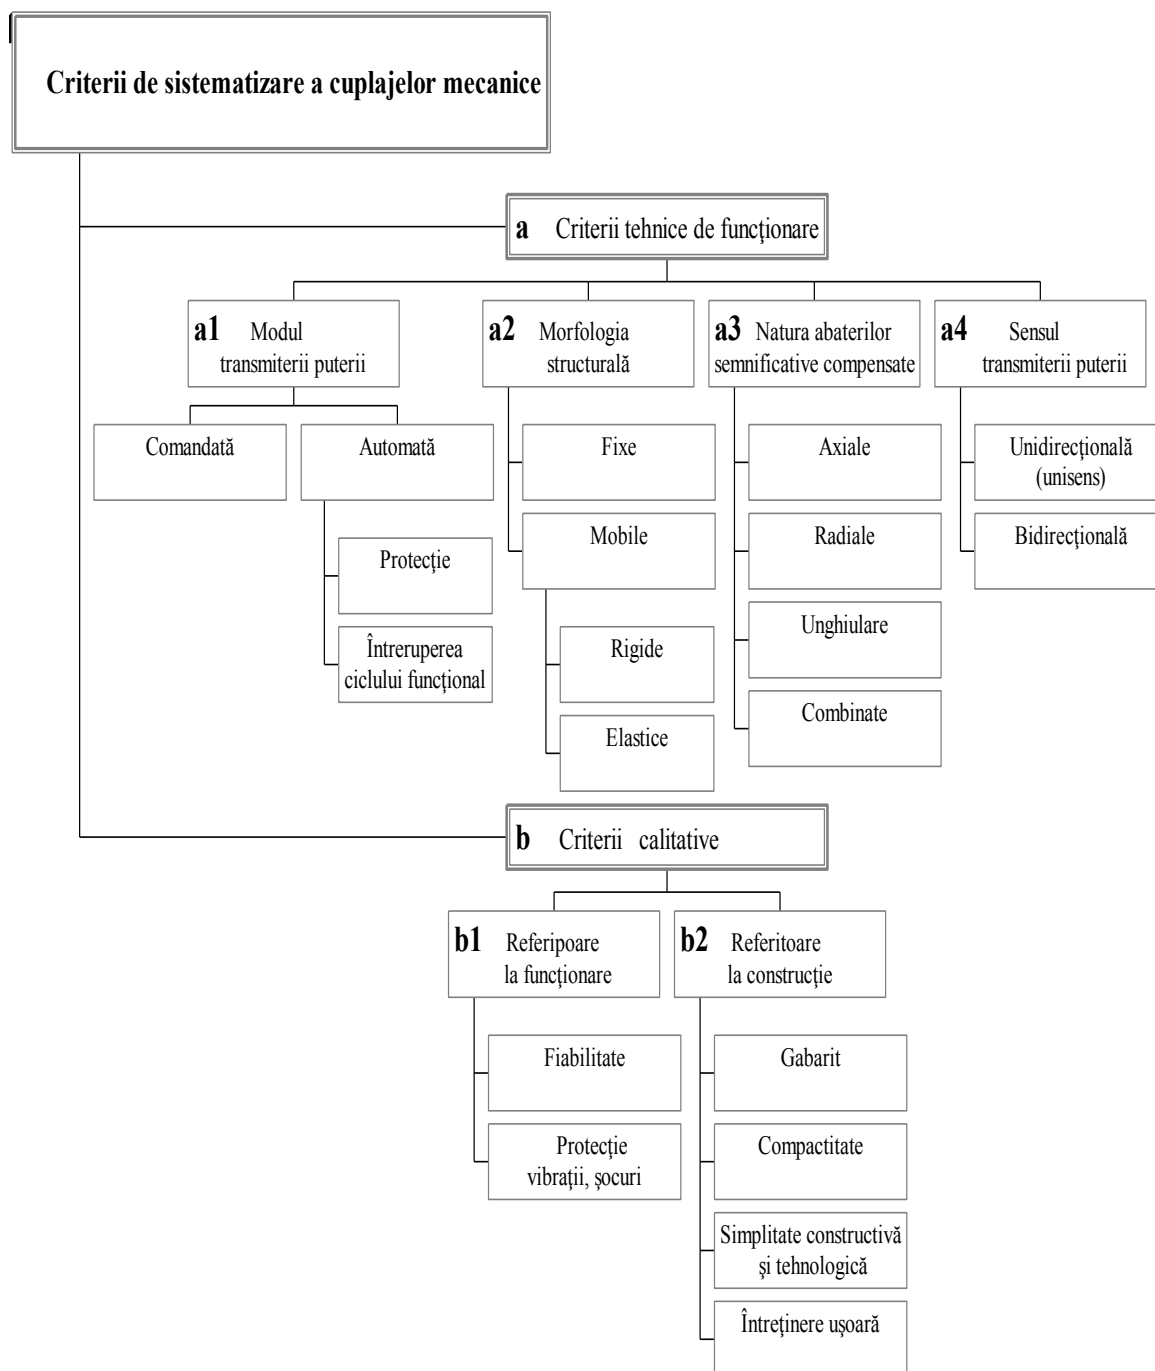 Criterii de sistematizare a cuplajelor mecanice
a Criterii tehnice de funcţionare
a1 Modul
transmiterii puterii
a2 Morfologia
structurală
a3 Natura abaterilor
semnificative compensate
a4 Sensul
transmiterii puterii
Comandată
Automată
Protecţie
Întreruperea
ciclului funcţional
Fixe
Mobile
Rigide
Elastice
Axiale
Radiale
Unghiulare
Combinate
Unidirecţională
(unisens)
Bidirecţională
b Criterii calitative
b1 Referipoare
la funcţionare
b2 Referitoare
la construcţie
Fiabilitate
Protecţie
vibraţii, şocuri
Gabarit
Compactitate
Simplitate constructivă
şi tehnologică
Întreţinere uşoară